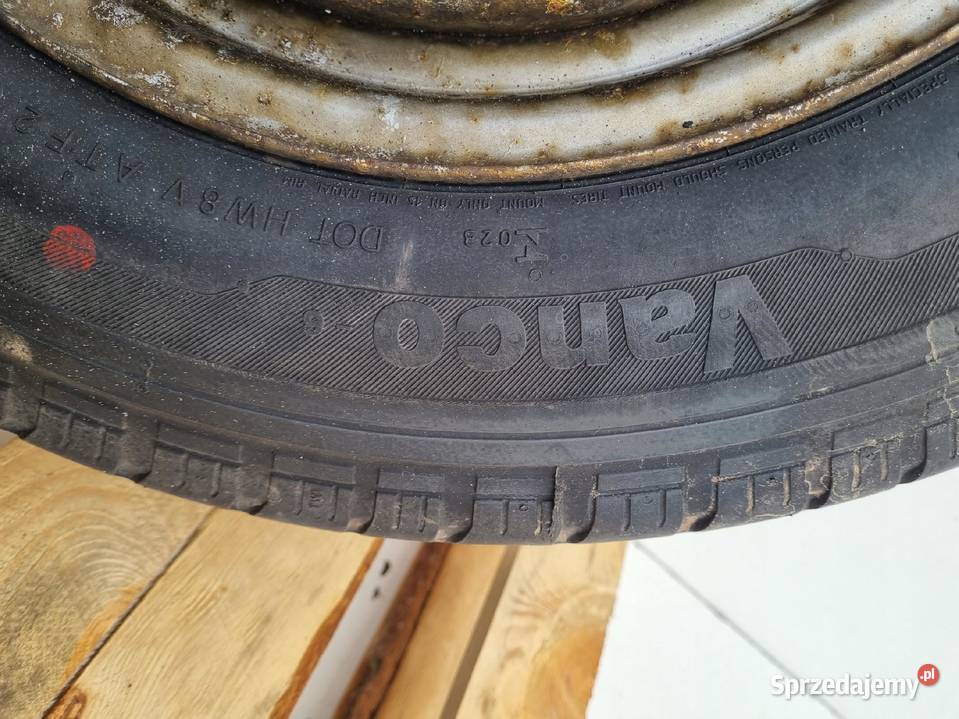 SPECIALLY TRAINED PERSONS SHOULD MOUNT TIRES
MOUNT ONLY ON 15 INCH RADIAL RIM
DOT HW8V ATF2
Vanco
Sprzedajemy.pl